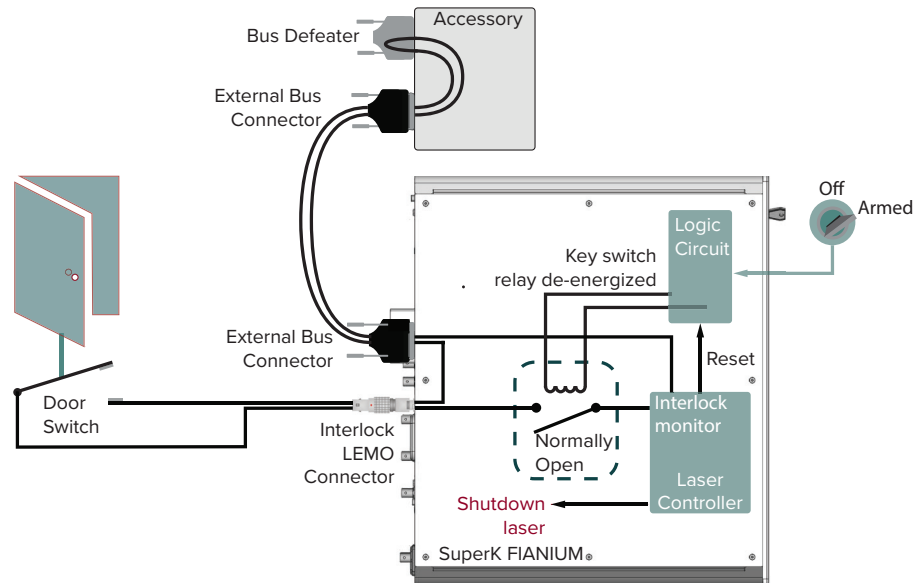 Accessory
Bus Defeater
External Bus
Connector
Off
Armed
Logic
Circuit
Key switch
relay de-energized
External Bus
Connector
Reset
Door
Switch
Interlock
LEMO
Connector
Normally
Open
Interlock
monitor
Laser
Controller
Shutdown
laser
SuperK FIANIUM